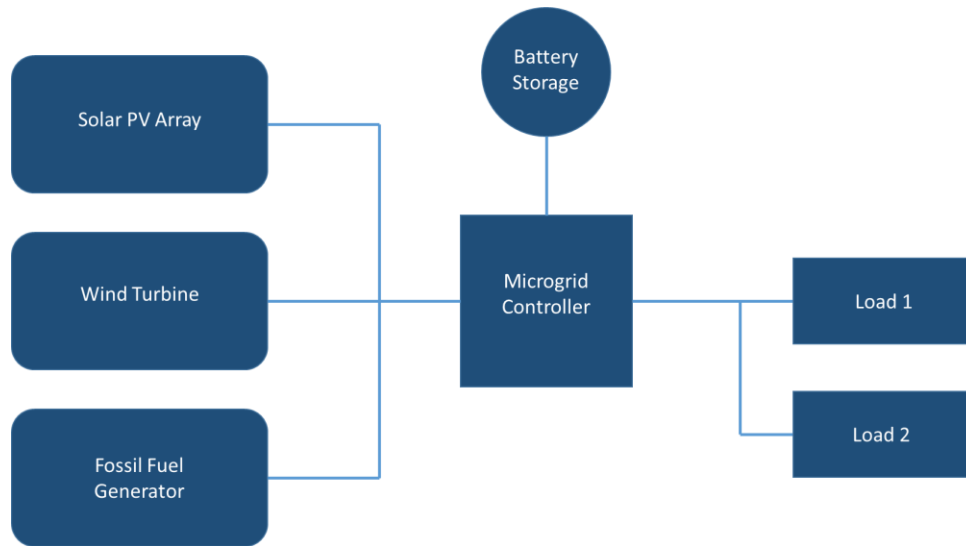 Battery
Storage
Solar PV Array
Microgrid
Controller
Wind Turbine
Load 1
Load 2
Fossil Fuel
Generator